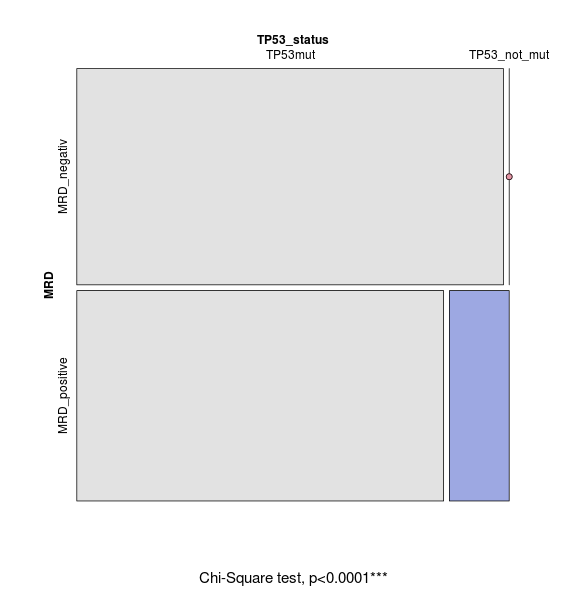 TP53_status
TP53mut TP53_not_mut
MRD
MRD_negativ
MRD_positive
Chi-Square test, p<0.0001***